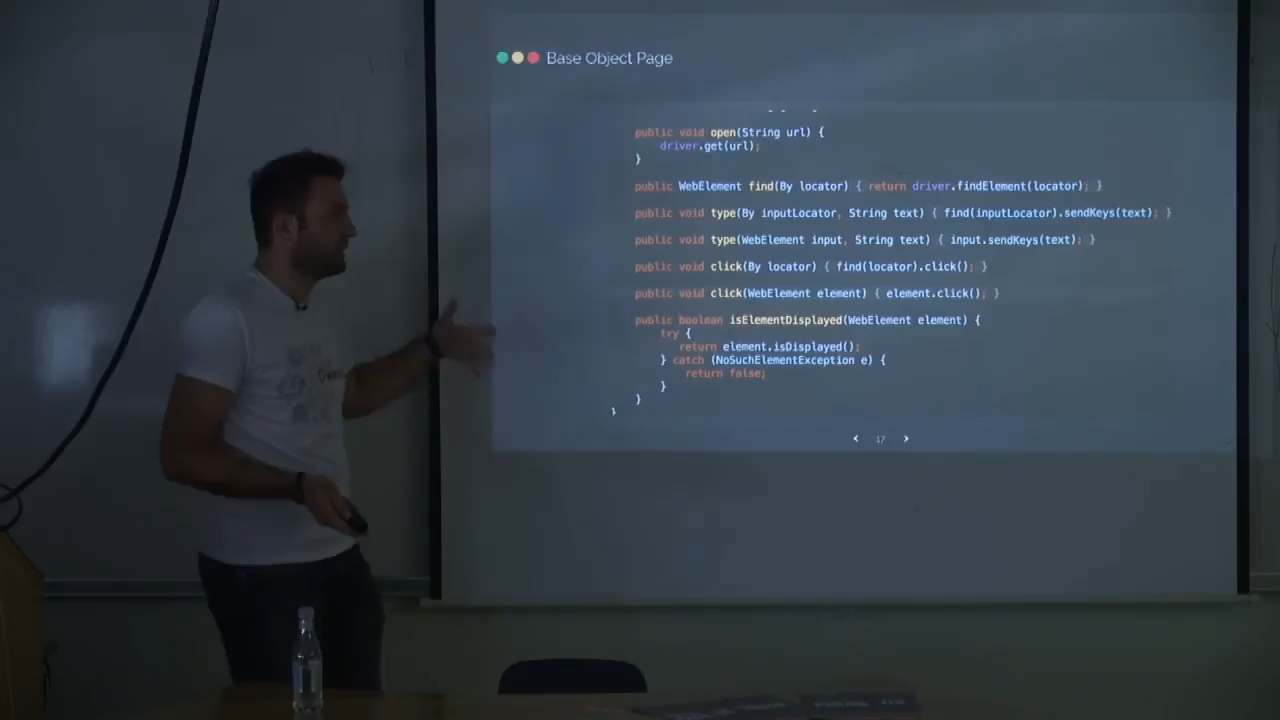 Base Object Page
public void open(String url) {
driver.get(url);
}
public WebElement find(By locator) { return driver.findElement(locator); }
public void type(By inputLocator, String text) { find(inputLocator).sendKeys(text); }
public void type(WebElement input, String text) { input.sendKeys(text); }
public void click(By locator) { find(locator).click(); }
public void click(WebElement element) { element.click(); }
public boolean isElementDisplayed(WebElement element) {
try {
return element.isDisplayed();
} catch (NoSuchElementException e) {
return false;
}
}
}
< 17 >